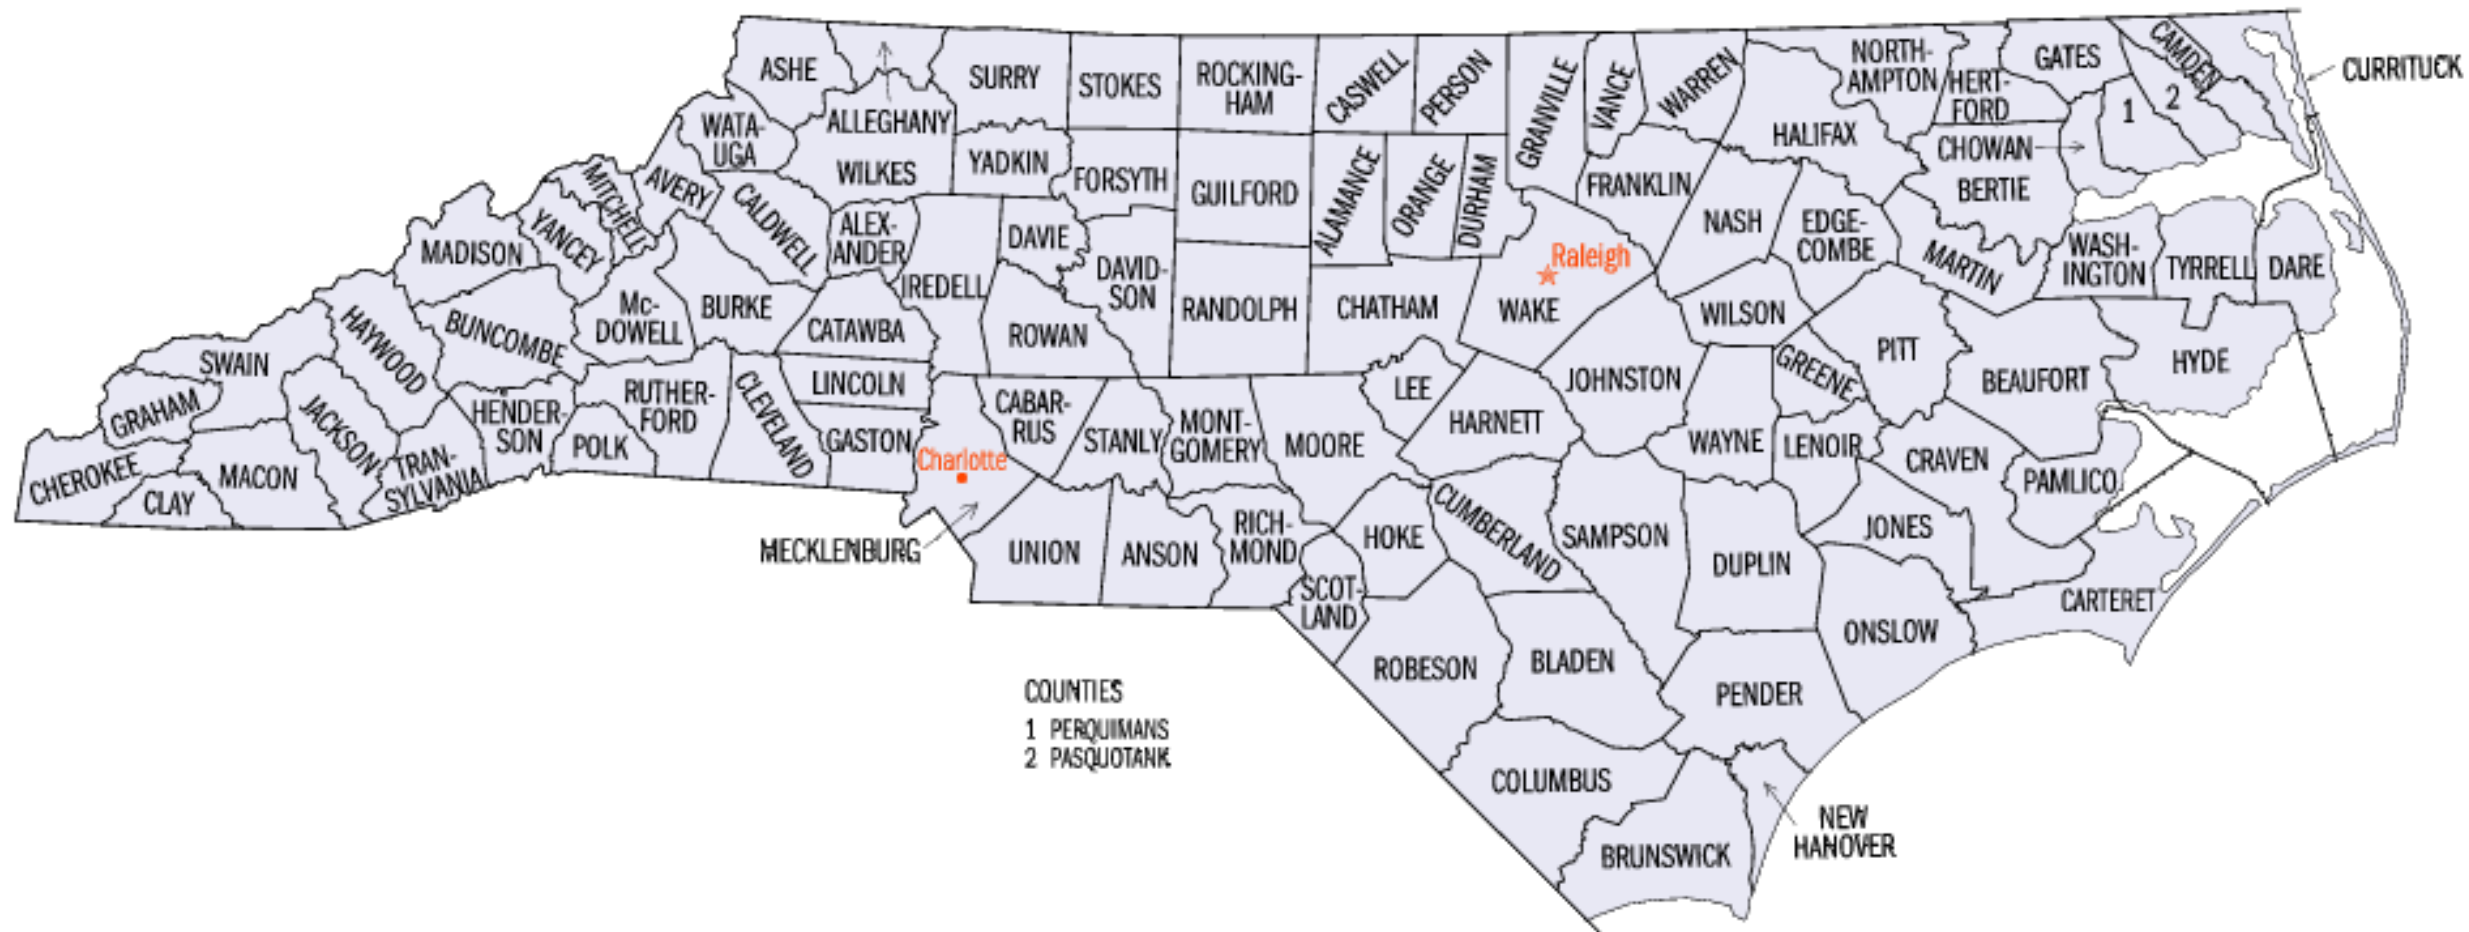 ASHE
SURRY
STOKES
ROCKING-
HAM
CASWELL
PERSON
GRANVILLE
VANCE
WARREN
NORTH-
AMPTON
HERT-
FORD
GATES
CAMDEN
CURRITUCK
WATA-
UGA
ALLEGHANY
WILKES
YADKIN
FORSYTH
GUILFORD
ALAMANCE
ORANGE
DURHAM
FRANKLIN
HALIFAX
CHOWAN
BERTIE
1
2
MITCHELL
AVERY
CALDWELL
ALEX-
ANDER
DAVIE
NASH
EDGE-
COMBE
MADISON
YANCEY
IREDELL
DAVID-
SON
RANDOLPH
CHATHAM
Raleigh
WAKE
WILSON
MARTIN
WASH-
INGTON
TYRRELL
DARE
HAYWOOD
BUNCOMBE
Mc-
DOWELL
BURKE
CATAWBA
ROWAN
SWAIN
LINCOLN
LEE
JOHNSTON
GREENE
PITT
BEAUFORT
HYDE
GRAHAM
JACKSON
HENDER-
SON
RUTHER-
FORD
POLK
CLEVELAND
GASTON
Charlotte
CABAR-
RUS
STANLY
MONT-
GOMERY
MOORE
HARNETT
WAYNE
LENOIR
CRAVEN
PAMLICO
CHEROKEE
CLAY
MACON
TRAN-
SYLVANIA
MECKLENBURG
UNION
ANSON
RICH-
MOND
SCOT-
LAND
HOKE
CUMBERLAND
SAMPSON
DUPLIN
JONES
CARTERET
ONSLOW
ROBESON
BLADEN
PENDER
COLUMBUS
BRUNSWICK
NEW
HANOVER
COUNTIES
1 PERQUIMANS
2 PASQUOTANK